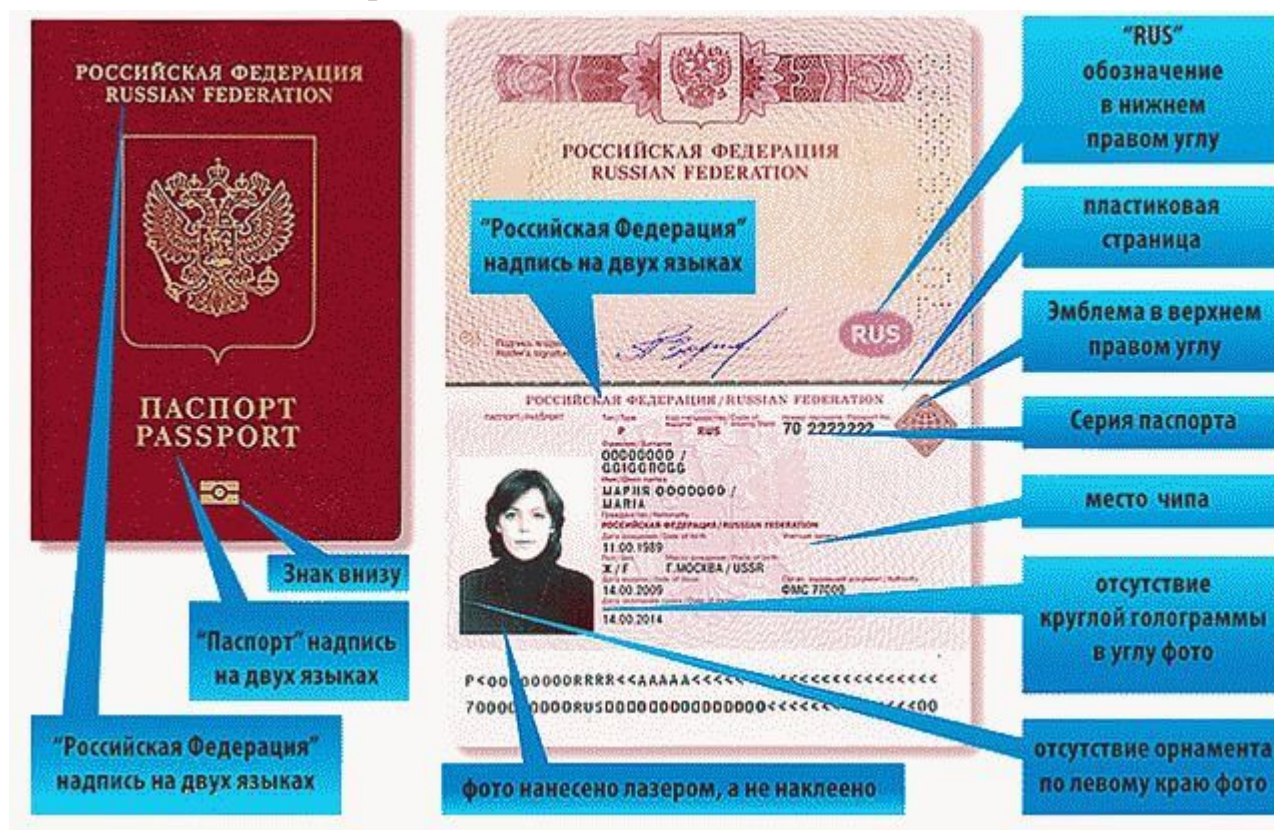 РОССИЙСКАЯ ФЕДЕРАЦИЯ
RUSSIAN FEDERATION
ПАСПОРТ
PASSPORT
Знак внизу
"Паспорт" надпись
на двух языках
"Российская Федерация"
надпись на двух языках
РОССИЙСКАЯ ФЕДЕРАЦИЯ
RUSSIAN FEDERATION
"Российская Федерация"
надпись на двух языках
RUS
РОССИЙСКАЯ ФЕДЕРАЦИЯ / RUSSIAN FEDERATION
ПАСПОРТ / PASSPORT
P RUS 70 2222222
MARIA
РОССИЙСКАЯ ФЕДЕРАЦИЯ / RUSSIAN FEDERATION
11.00.1989
Ж / F Г.МОСКВА / USSR
14.00.2009 ФМС 77000
14.00.2014
фото нанесено лазером, а не наклеено
"RUS"
обозначение
в нижнем
правом углу
пластиковая
страница
Эмблема в верхнем
правом углу
Серия паспорта
место чипа
отсутствие
круглой голограммы
в углу фото
отсутствие орнамента
по левому краю фото